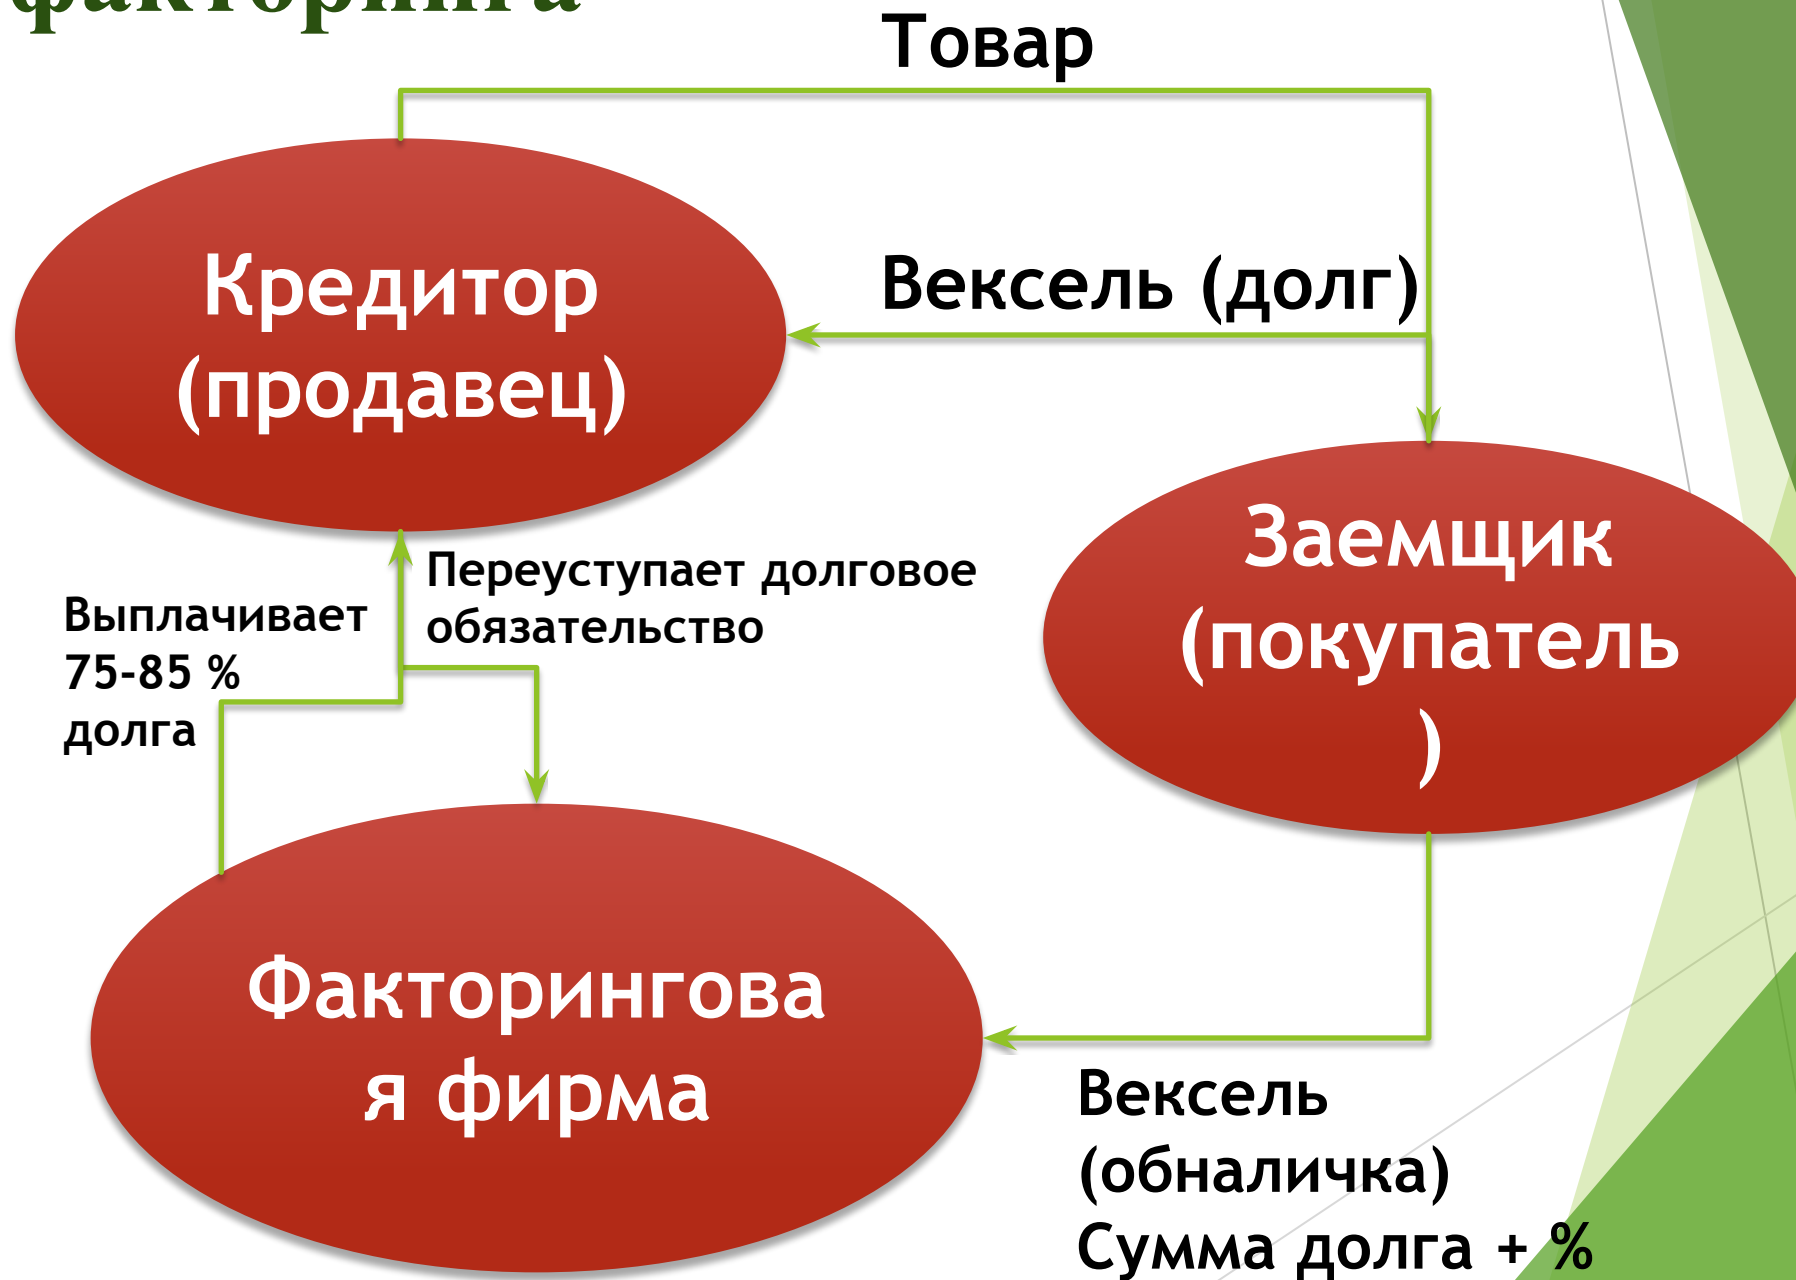 факторинга
Товар
Кредитор
(продавец)
Вексель (долг)
Заемщик
(покупатель
)
Переуступает долговое
обязательство
Выплачивает
75-85 %
долга
Факторингова
я фирма
Вексель
(обналичка)
Сумма долга + %